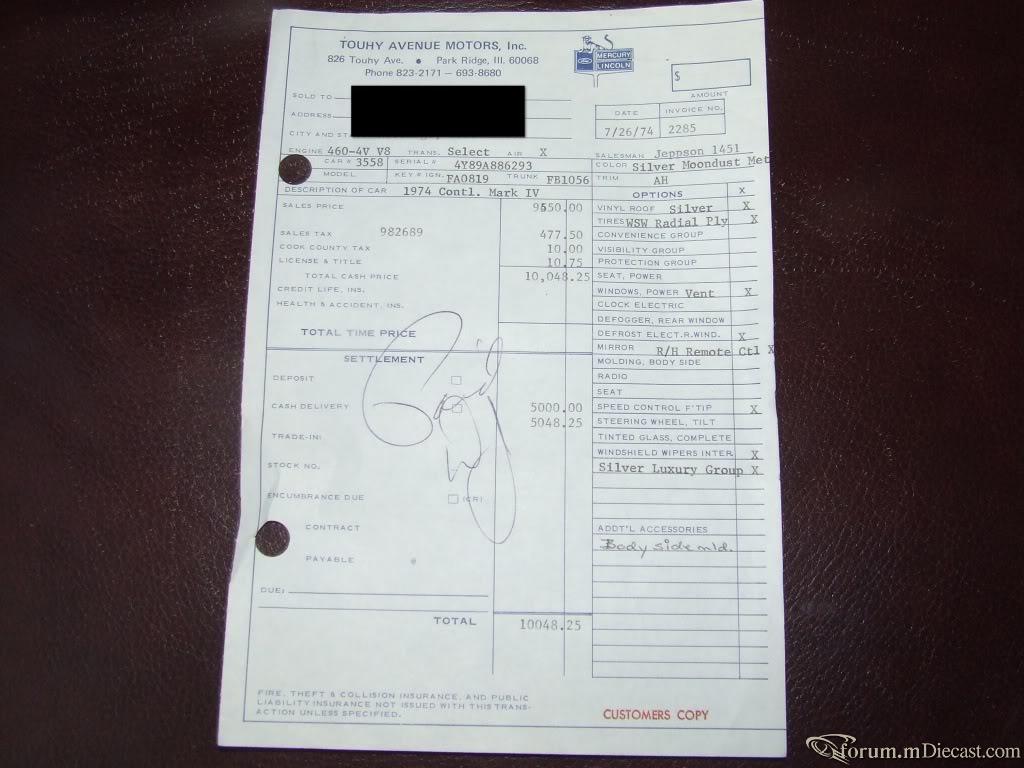 TOUHY AVENUE MOTORS, Inc.
826 Touhy Ave. • Park Ridge, Ill. 60068
Phone 823-2171 — 693-8680
Ford
MERCURY
LINCOLN
$
AMOUNT
SOLD TO
ADDRESS
CITY AND STA
DATE INVOICE NO.
7/26/74 2285
ENGINE 460-4V V8 TRANS. Select AIR X
SALESMAN Jeppson 1451
CAR # 3558 SERIAL # 4Y89A886293
COLOR Silver Moondust Met
MODEL KEY # IGN. FA0819 TRUNK FB1056
TRIM AH
DESCRIPTION OF CAR 1974 Contl. Mark IV
OPTIONS X
SALES PRICE 9550.00
SALES TAX 982689 477.50
COOK COUNTY TAX 10.00
LICENSE & TITLE 10.75
TOTAL CASH PRICE 10,048.25
CREDIT LIFE, INS.
HEALTH & ACCIDENT, INS.
TOTAL TIME PRICE
SETTLEMENT
Paid
DEPOSIT
CASH DELIVERY 5000.00
5048.25
TRADE-IN:
STOCK NO.
ENCUMBRANCE DUE (CR)
CONTRACT
PAYABLE
DUE:
TOTAL 10048.25
VINYL ROOF Silver X
TIRES WSW Radial Ply X
CONVENIENCE GROUP
VISIBILITY GROUP
PROTECTION GROUP
SEAT, POWER
WINDOWS, POWER Vent X
CLOCK ELECTRIC
DEFOGGER, REAR WINDOW
DEFROST ELECT.R.WIND. X
MIRROR R/H Remote Ctl X
MOLDING, BODY SIDE
RADIO
SEAT
SPEED CONTROL F'TIP X
STEERING WHEEL, TILT
TINTED GLASS, COMPLETE
WINDSHIELD WIPERS INTER. X
Silver Luxury Group X
ADDT'L ACCESSORIES
Body side mld.
FIRE, THEFT & COLLISION INSURANCE, AND PUBLIC
LIABILITY INSURANCE NOT ISSUED WITH THIS TRANS-
ACTION UNLESS SPECIFIED.
CUSTOMERS COPY
forum.mDiecast.com